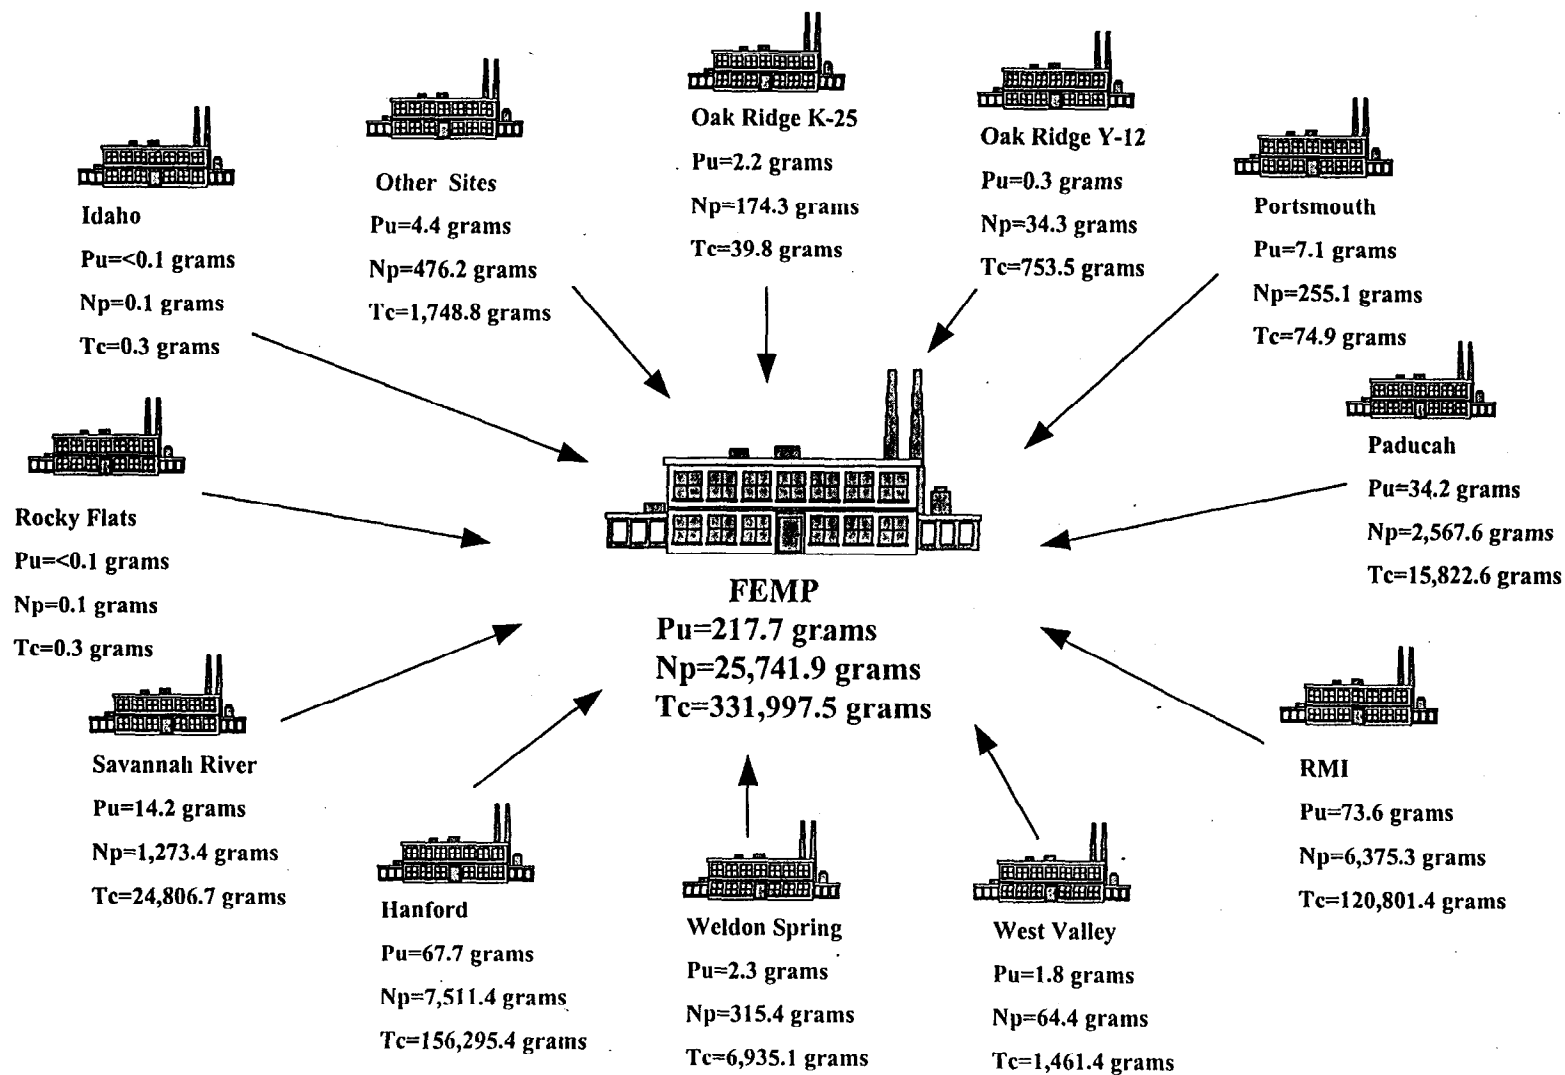 Oak Ridge K-25
Pu=2.2 grams
Np=174.3 grams
Tc=39.8 grams
Oak Ridge Y-12
Pu=0.3 grams
Np=34.3 grams
Tc=753.5 grams
Other Sites
Pu=4.4 grams
Np=476.2 grams
Tc=1,748.8 grams
Idaho
Pu=<0.1 grams
Np=0.1 grams
Tc=0.3 grams
Portsmouth
Pu=7.1 grams
Np=255.1 grams
Tc=74.9 grams
Paducah
Pu=34.2 grams
Np=2,567.6 grams
Tc=15,822.6 grams
Rocky Flats
Pu=<0.1 grams
Np=0.1 grams
Tc=0.3 grams
FEMP
Pu=217.7 grams
Np=25,741.9 grams
Tc=331,997.5 grams
Savannah River
Pu=14.2 grams
Np=1,273.4 grams
Tc=24,806.7 grams
RMI
Pu=73.6 grams
Np=6,375.3 grams
Tc=120,801.4 grams
Hanford
Pu=67.7 grams
Np=7,511.4 grams
Tc=156,295.4 grams
Weldon Spring
Pu=2.3 grams
Np=315.4 grams
Tc=6,935.1 grams
West Valley
Pu=1.8 grams
Np=64.4 grams
Tc=1,461.4 grams